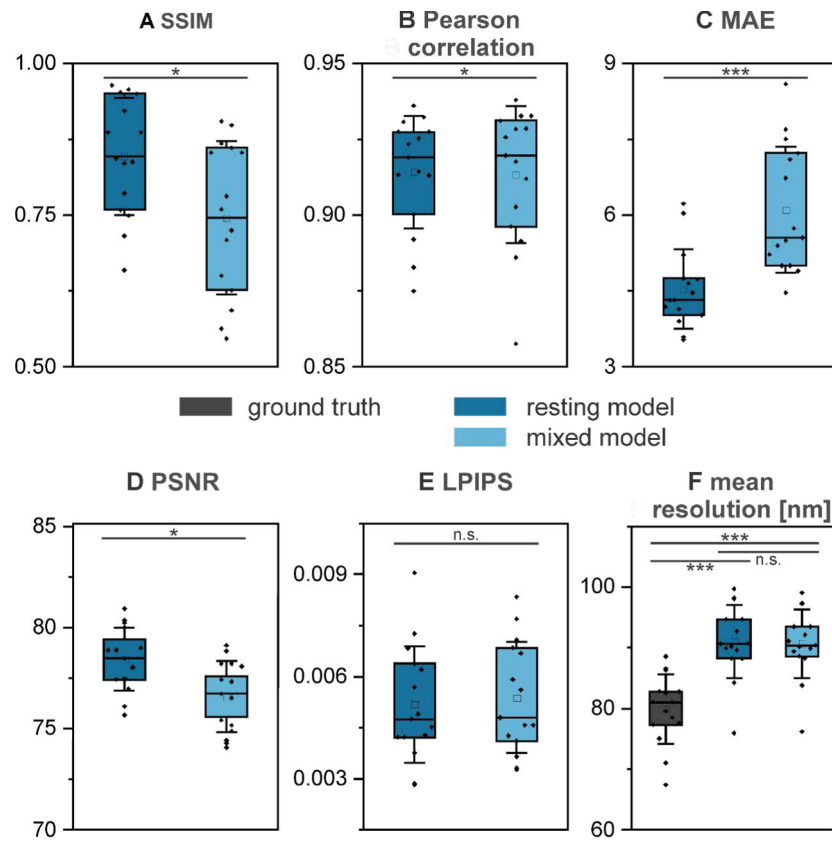 A SSIM
B Pearson
correlation
C MAE
1.00
0.75
0.50
*
0.95
0.90
0.85
*
9
6
3
***
ground truth
resting model
mixed model
D PSNR
E LPIPS
F mean
resolution [nm]
85
80
75
70
*
0.009
0.006
0.003
n.s.
100
80
60
***
***
n.s.